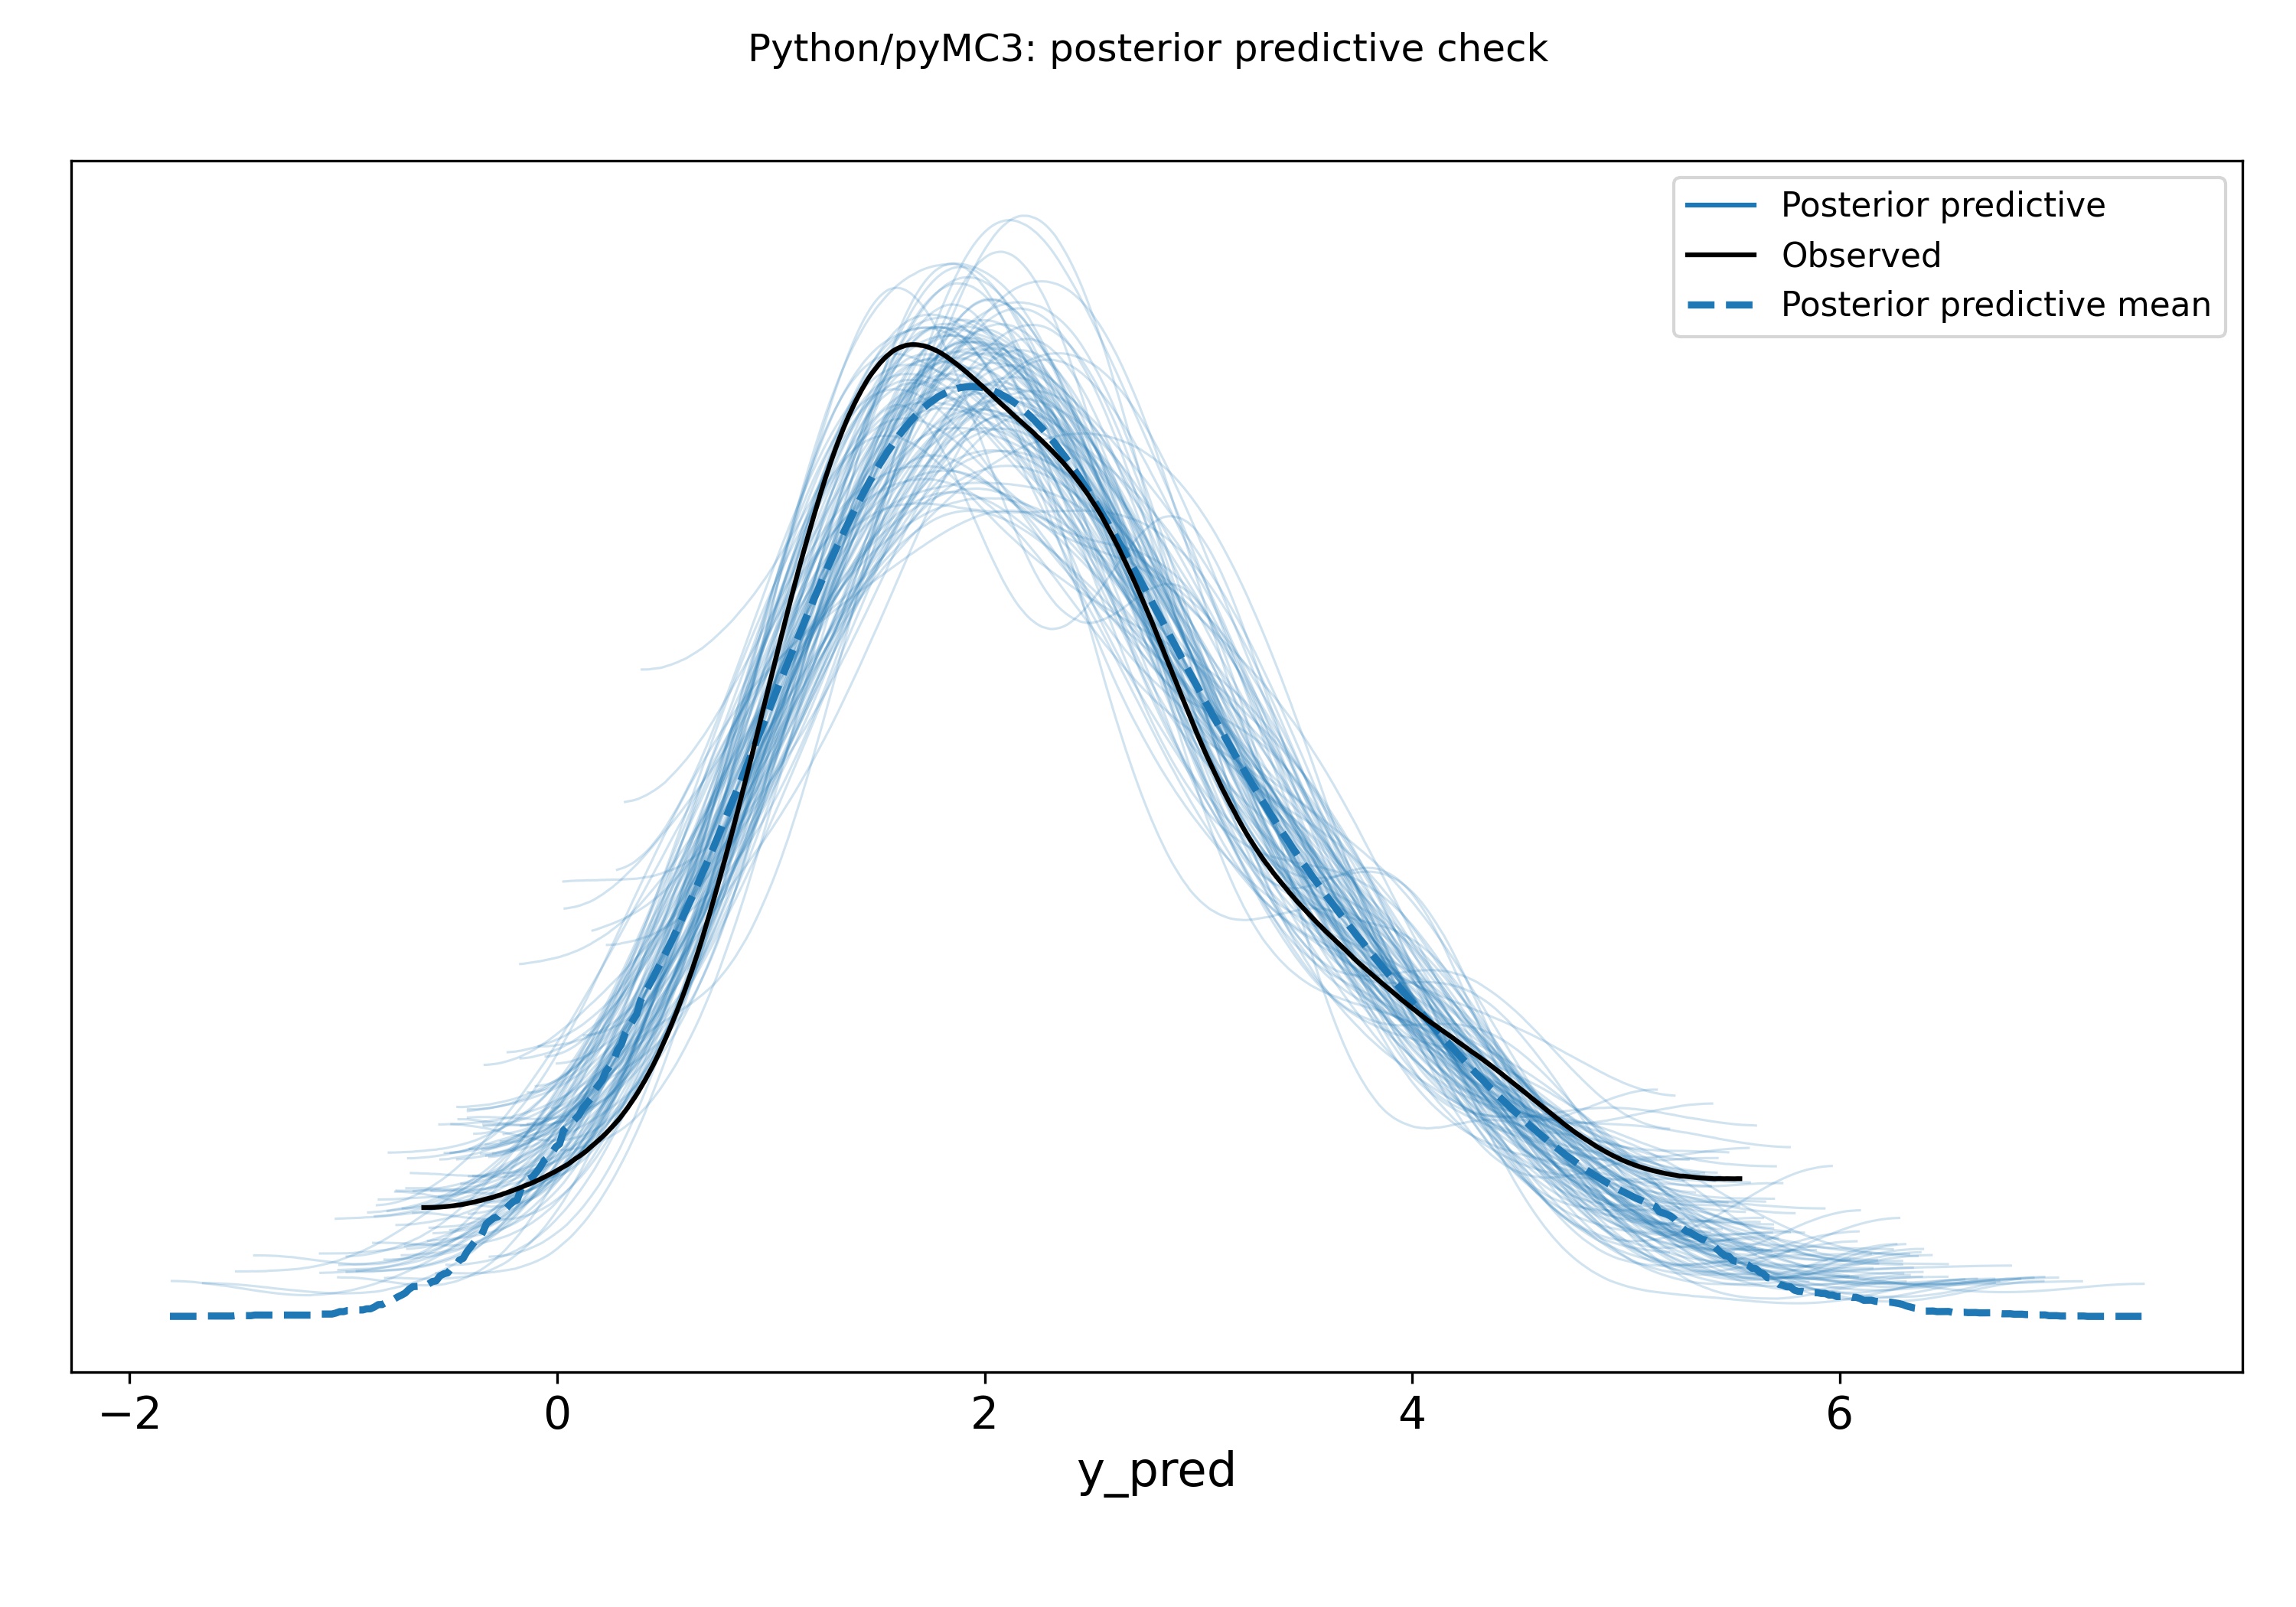 Python/pyMC3: posterior predictive check
Posterior predictive
Observed
Posterior predictive mean
−2 0 2 4 6
y_pred